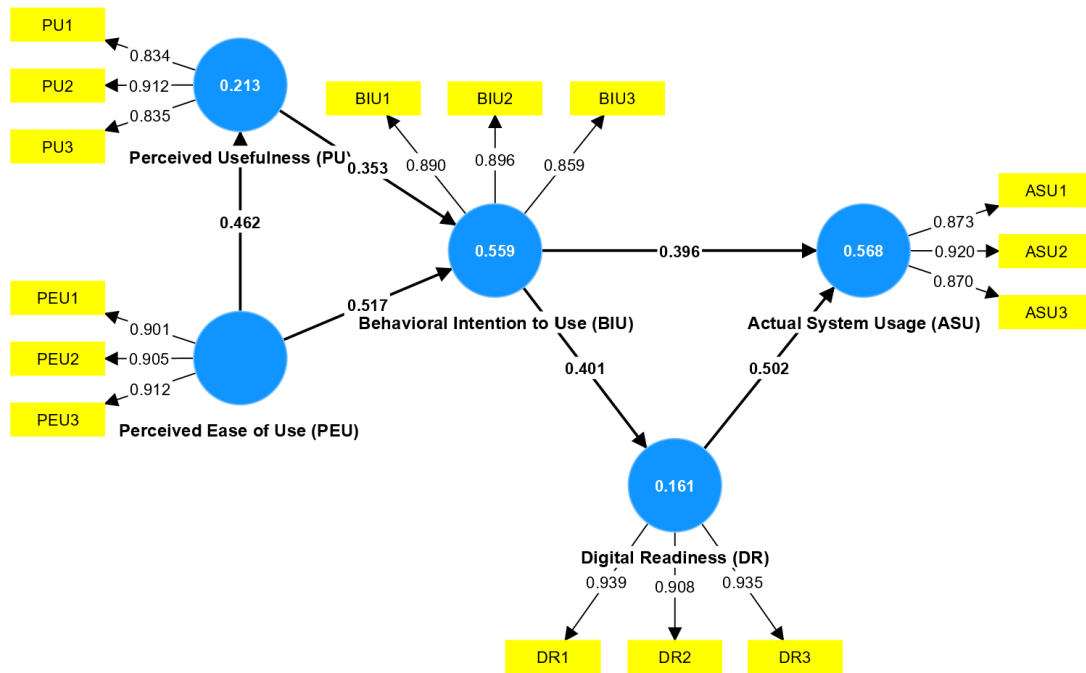 PU1
0.834
PU2
0.912
0.213
PU3
0.835
Perceived Usefulness (PU)
BIU1
BIU2
BIU3
0.890
0.896
0.859
0.353
0.462
0.517
PEU1
0.901
PEU2
0.905
PEU3
0.912
Perceived Ease of Use (PEU)
0.559
Behavioral Intention to Use (BIU)
0.396
0.568
Actual System Usage (ASU)
ASU1
0.873
ASU2
0.920
ASU3
0.870
0.401
0.502
0.161
Digital Readiness (DR)
0.939
0.908
0.935
DR1
DR2
DR3